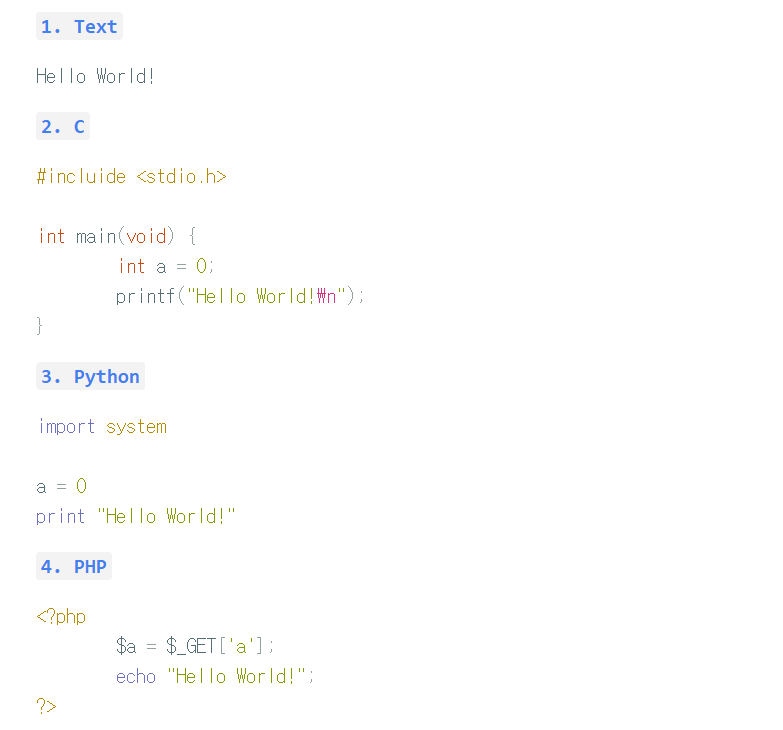 1. Text
Hello World!
2. C
#incluide <stdio.h>
int main(void) {
int a = 0;
printf("Hello World!₩n");
}
3. Python
import system
a = 0
print "Hello World!"
4. PHP
<?php
$a = $_GET['a'];
echo "Hello World!";
?>